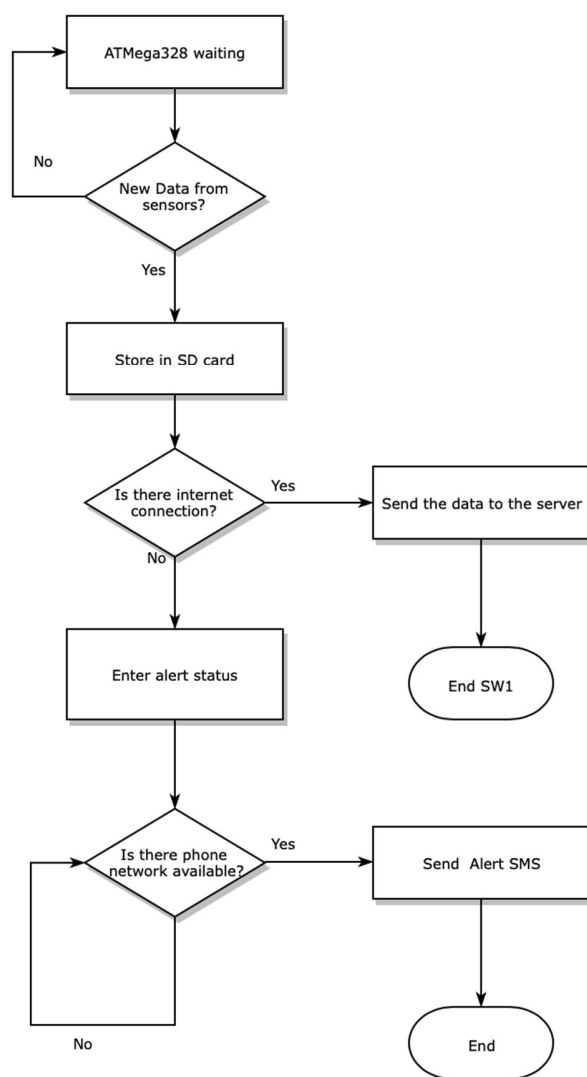 ATMega328 waiting
No
New Data from
sensors?
Yes
Store in SD card
Is there internet
connection?
Yes
Send the data to the server
No
Enter alert status
End SW1
Is there phone
network available?
Yes
Send Alert SMS
No
End